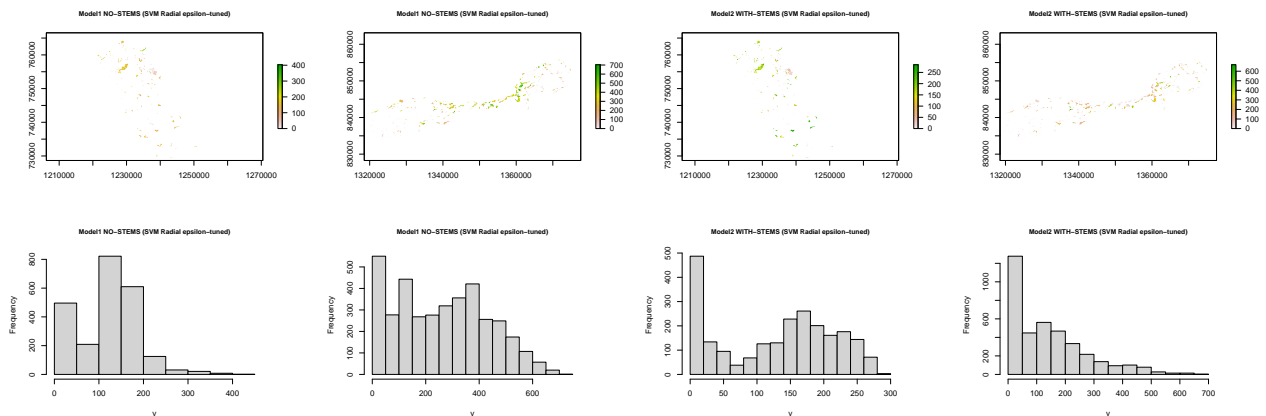 Model1 NO−STEMS (SVM Radial epsilon−tuned)
760000
750000
740000
730000
1210000 1230000 1250000 1270000
400
300
200
100
0
Model1 NO−STEMS (SVM Radial epsilon−tuned)
860000
850000
840000
830000
1320000 1340000 1360000
700
600
500
400
300
200
100
0
Model2 WITH−STEMS (SVM Radial epsilon−tuned)
760000
750000
740000
730000
1210000 1230000 1250000 1270000
250
200
150
100
50
0
Model2 WITH−STEMS (SVM Radial epsilon−tuned)
860000
850000
840000
830000
1320000 1340000 1360000
600
500
400
300
200
100
0
Model1 NO−STEMS (SVM Radial epsilon−tuned)
Frequency
0 200 400 600 800
0 100 200 300 400
v
Model1 NO−STEMS (SVM Radial epsilon−tuned)
Frequency
0 100 200 300 400 500
0 200 400 600
v
Model2 WITH−STEMS (SVM Radial epsilon−tuned)
Frequency
0 100 200 300 400 500
0 50 100 150 200 250 300
v
Model2 WITH−STEMS (SVM Radial epsilon−tuned)
Frequency
0 200 600 1000
0 100 200 300 400 500 600 700
v